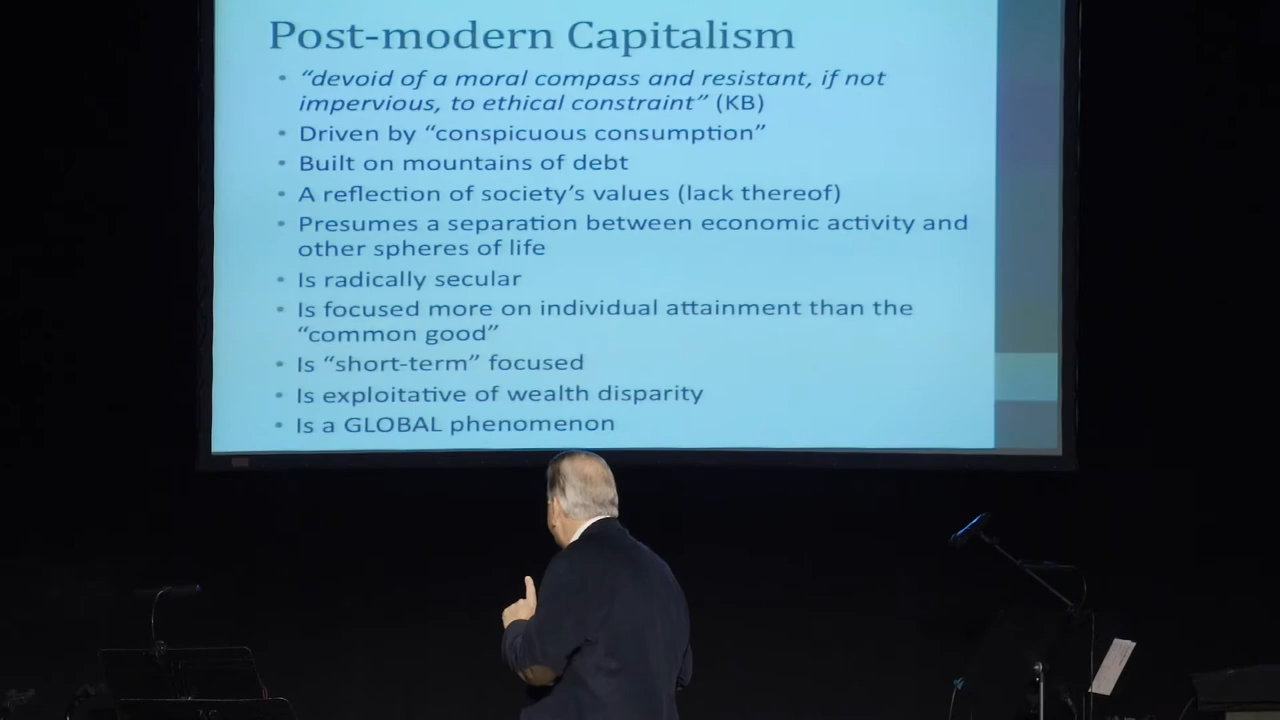 Post-modern Capitalism
• “devoid of a moral compass and resistant, if not
impervious, to ethical constraint” (KB)
• Driven by “conspicuous consumption”
• Built on mountains of debt
• A reflection of society’s values (lack thereof)
• Presumes a separation between economic activity and
other spheres of life
• Is radically secular
• Is focused more on individual attainment than the
“common good”
• Is “short-term” focused
• Is exploitative of wealth disparity
• Is a GLOBAL phenomenon